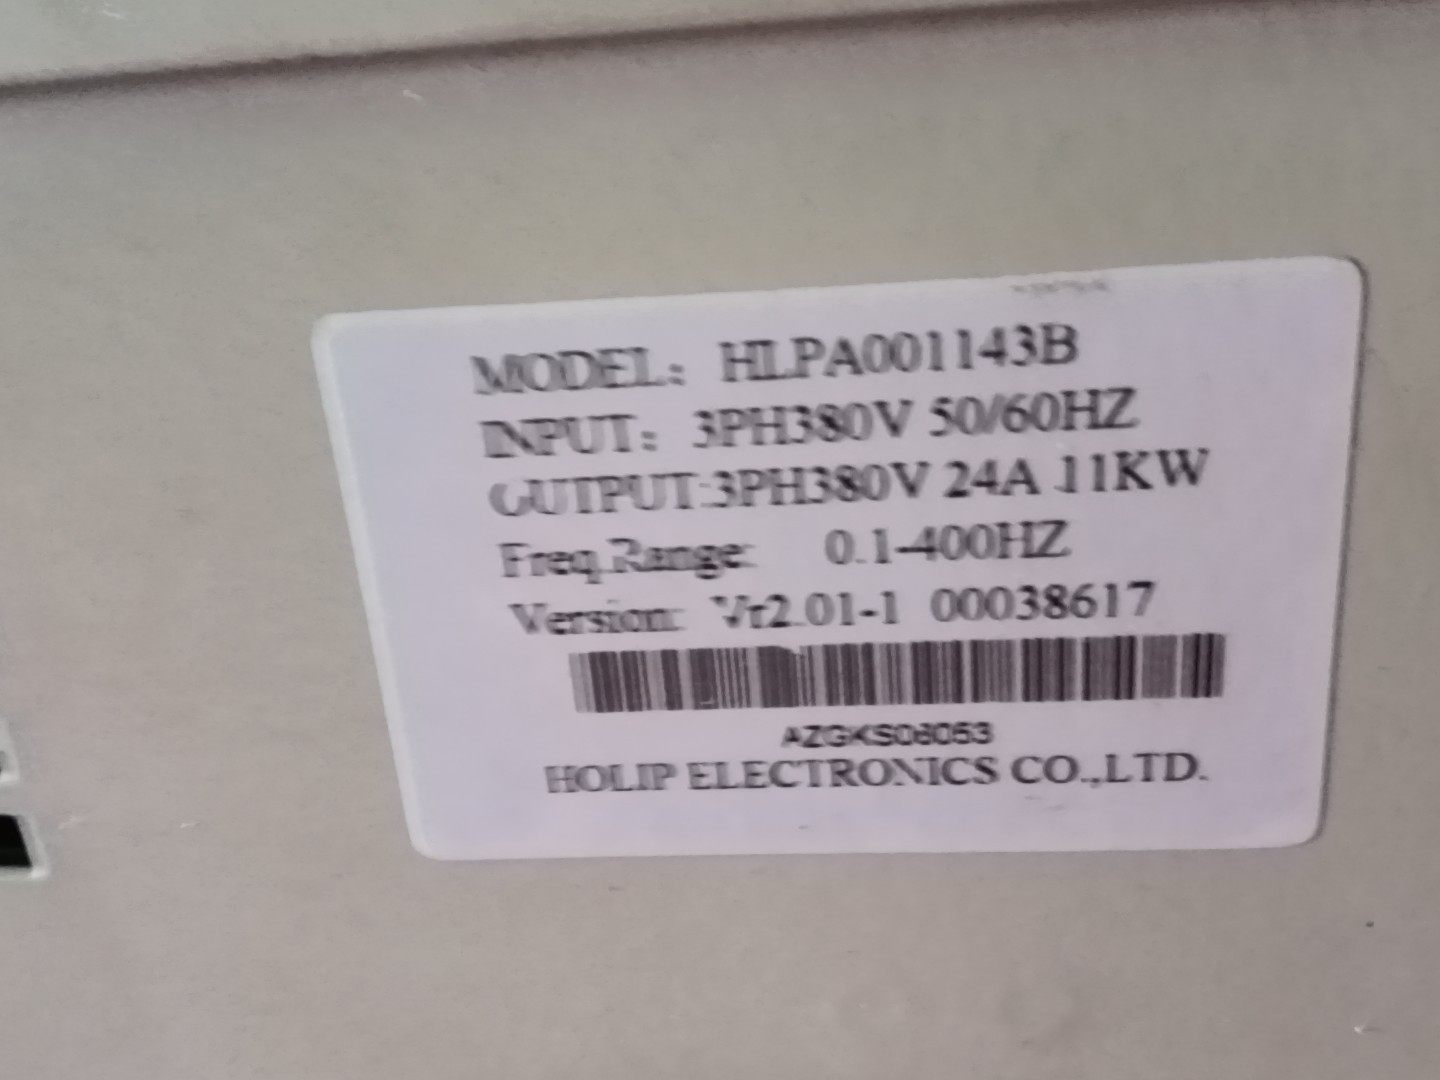 MODEL: HLPA001143B
INPUT: 3PH380V 50/60HZ
OUTPUT:3PH380V 24A 11KW
Freq.Range: 0.1-400HZ
Version: Vr2.01-1 00038617
HOLIP ELECTRONICS CO.,LTD.